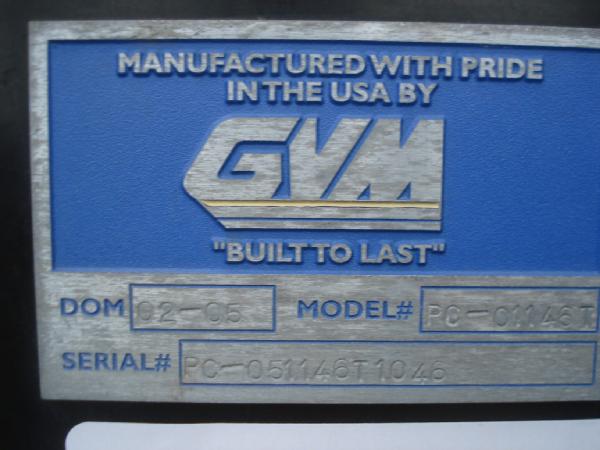 MANUFACTURED WITH PRIDE
IN THE USA BY
GVM
"BUILT TO LAST"
DOM 02-05 MODEL# PC-01146T
SERIAL# PC-051146T1046